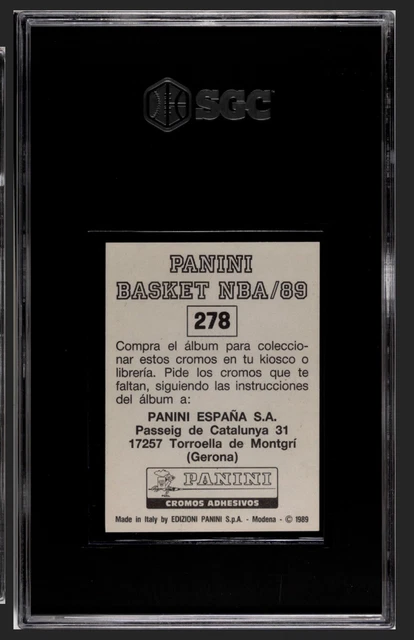 SGC
PANINI
BASKET NBA/89
278
Compra el álbum para coleccio-
nar estos cromos en tu kiosco o
librería. Pide los cromos que te
faltan, siguiendo las instrucciones
del álbum a:
PANINI ESPAÑA S.A.
Passeig de Catalunya 31
17257 Torroella de Montgrí
(Gerona)
PANINI
CROMOS ADHESIVOS
Made in Italy by EDIZIONI PANINI S.p.A. - Modena - © 1989